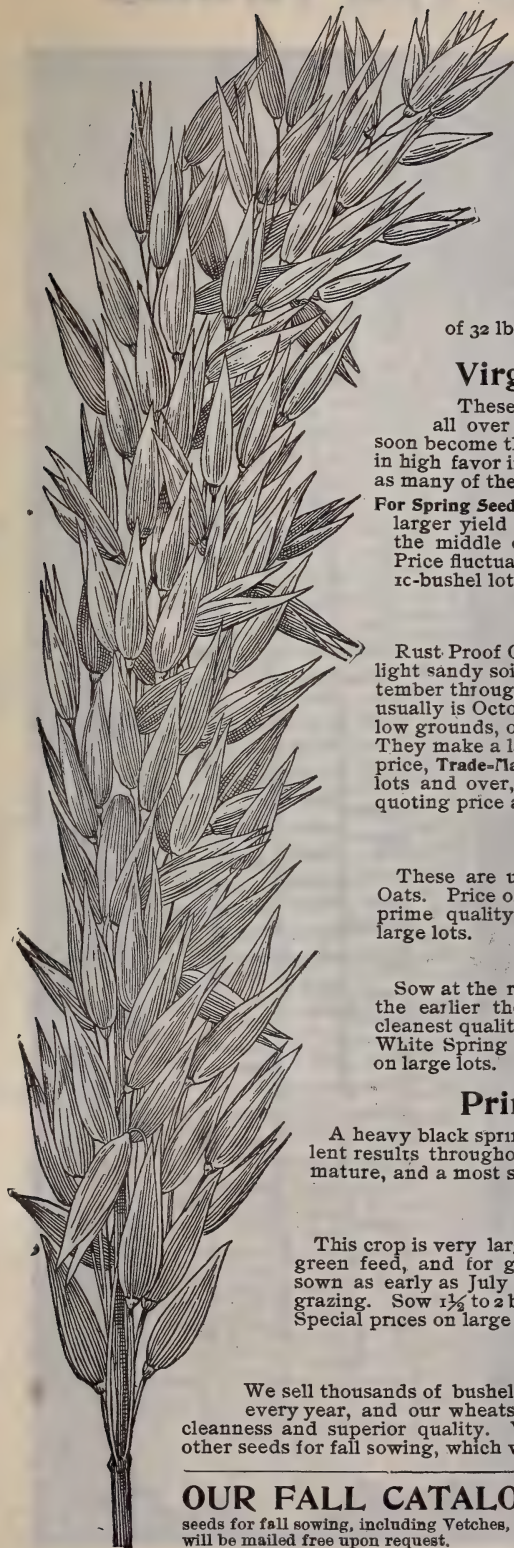 of 32 lb
Virg
These
all over
soon become th
in high favor i
as many of the
For Spring Seed
larger yield
the middle
Price fluctua
1c-bushel lot
Rust Proof O
light sandy soi
tember throug
usually is Octo
low grounds, o
They make a l
price, Trade-Ma
lots and over,
quoting price a
These are u
Oats. Price o
prime quality
large lots.
Sow at the r
the earlier th
cleanest qualit
White Spring
on large lots.
Prin
A heavy black sprin
lent results throughou
mature, and a most s
This crop is very larg
green feed, and for g
sown as early as July
grazing. Sow 1½ to 2 b
Special prices on large
We sell thousands of bushel
every year, and our wheats
cleanness and superior quality.
other seeds for fall sowing, which w
OUR FALL CATALO
seeds for fall sowing, including Vetches,
will be mailed free upon request.